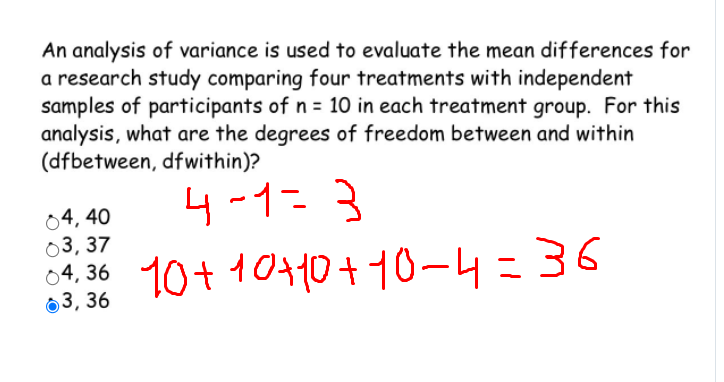 An analysis of variance is used to evaluate the mean differences for
a research study comparing four treatments with independent
samples of participants of n = 10 in each treatment group. For this
analysis, what are the degrees of freedom between and within
(dfbetween, dfwithin)?
4-1= 3
4, 40
3, 37
10+10+10+10-4=36
4, 36
3, 36